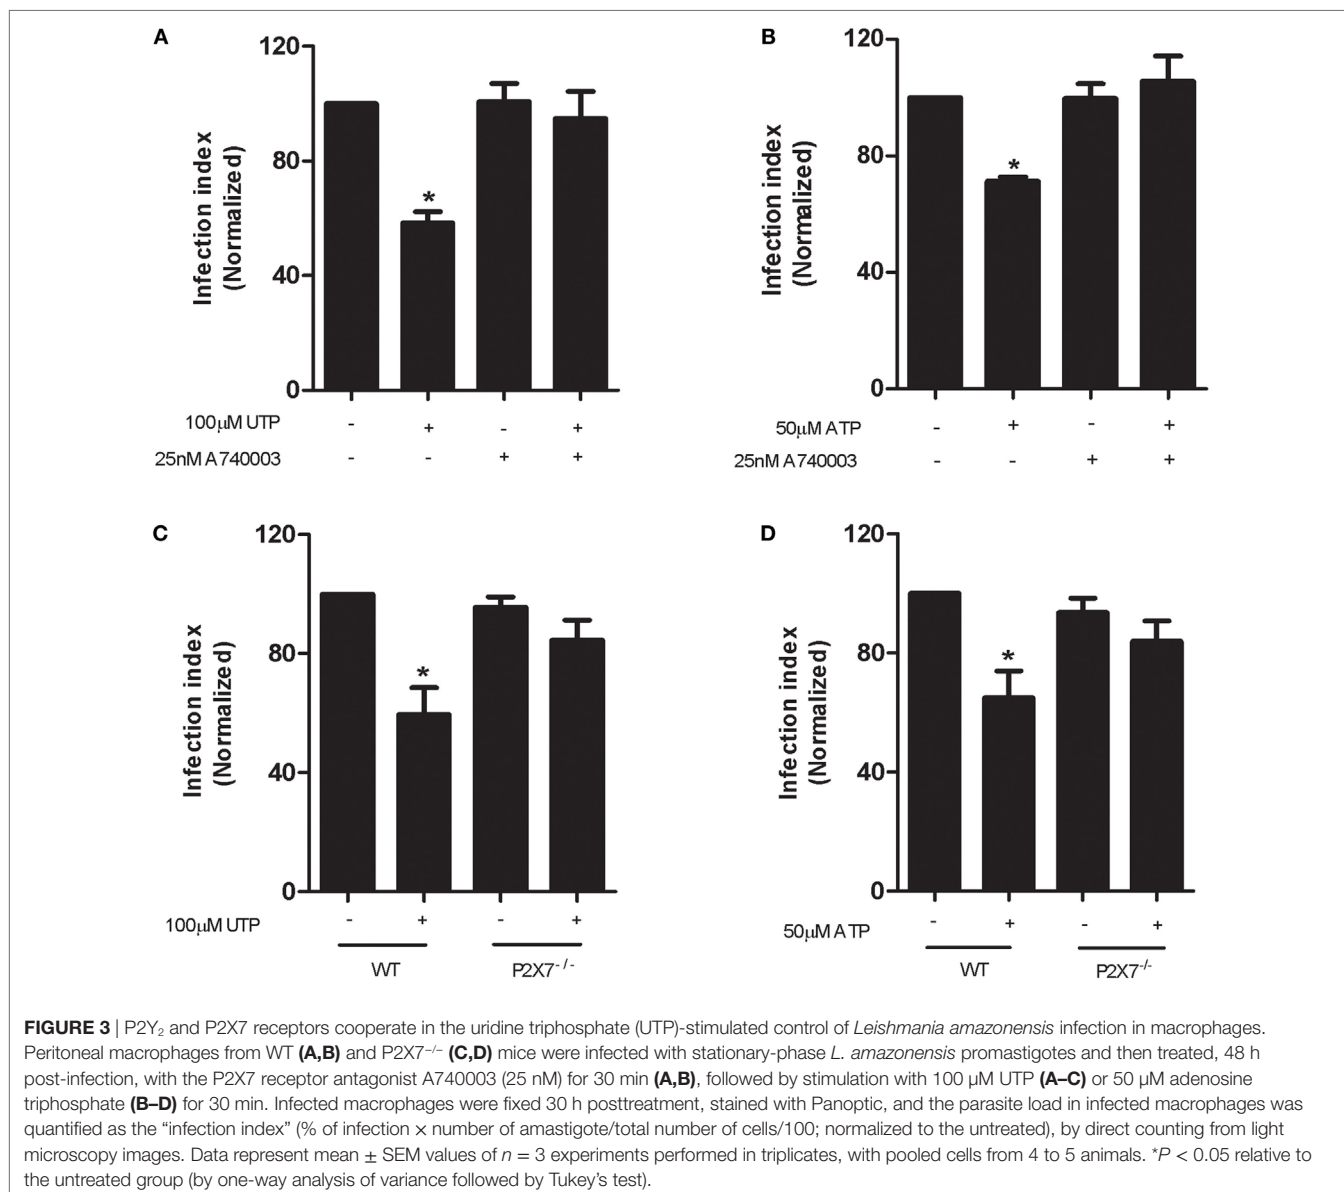 A
120
80
40
0
Infection index
(Normalized)
*
100μM UTP - + - +
25nM A740003 - - + +
B
120
80
40
0
Infection index
(Normalized)
*
50μM ATP - + - +
25nM A740003 - - + +
C
120
80
40
0
Infection index
(Normalized)
*
100μM UTP - + - +
WT P2X7-/-
D
120
80
40
0
Infection index
(Normalized)
*
50μM ATP - + - +
WT P2X7-/-
FIGURE 3 | P2Y₂ and P2X7 receptors cooperate in the uridine triphosphate (UTP)-stimulated control of Leishmania amazonensis infection in macrophages.
Peritoneal macrophages from WT (A,B) and P2X7−/− (C,D) mice were infected with stationary-phase L. amazonensis promastigotes and then treated, 48 h
post-infection, with the P2X7 receptor antagonist A740003 (25 nM) for 30 min (A,B), followed by stimulation with 100 μM UTP (A–C) or 50 μM adenosine
triphosphate (B–D) for 30 min. Infected macrophages were fixed 30 h posttreatment, stained with Panoptic, and the parasite load in infected macrophages was
quantified as the “infection index” (% of infection × number of amastigote/total number of cells/100; normalized to the untreated), by direct counting from light
microscopy images. Data represent mean ± SEM values of n = 3 experiments performed in triplicates, with pooled cells from 4 to 5 animals. *P < 0.05 relative to
the untreated group (by one-way analysis of variance followed by Tukey’s test).